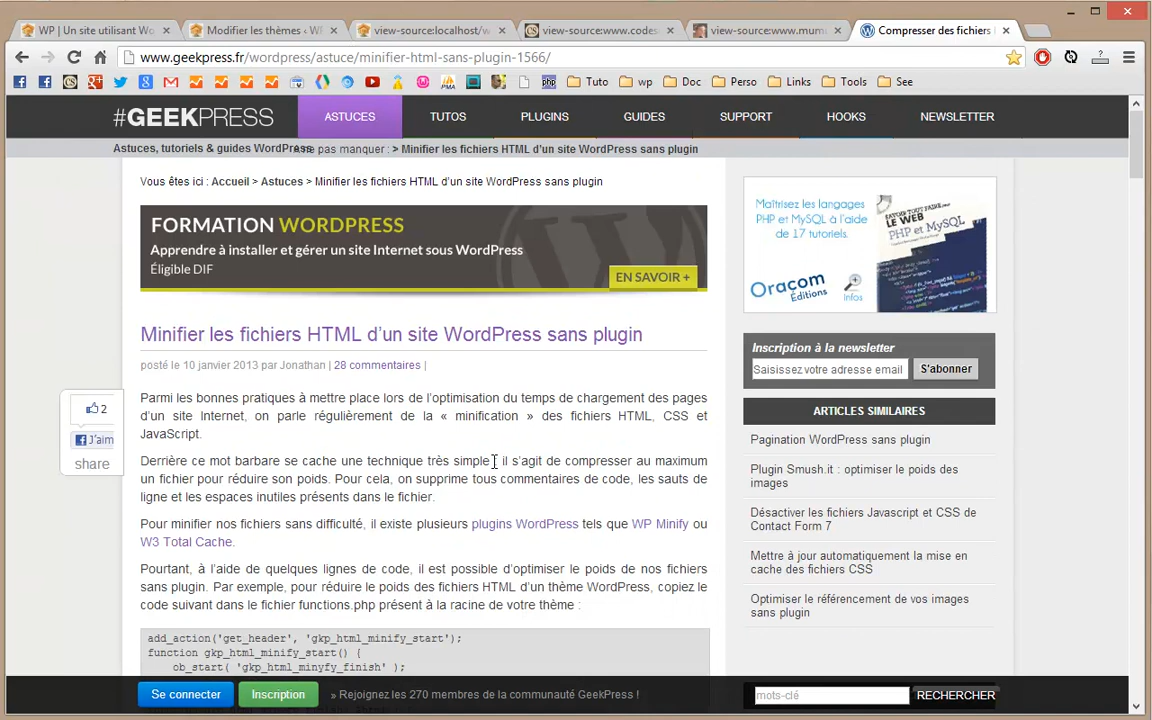 WP | Un site utilisant Wo
Modifier les thèmes ‹ W
view-source:localhost/w
view-source:www.codes
view-source:www.mum
Compresser des fichiers
www.geekpress.fr/wordpress/astuce/minifier-html-sans-plugin-1566/
Tuto
wp
Doc
Perso
Links
Tools
See
#GEEKPRESS
ASTUCES
TUTOS
PLUGINS
GUIDES
SUPPORT
HOOKS
NEWSLETTER
Astuces, tutoriels & guides WordPress
A ne pas manquer : > Minifier les fichiers HTML d'un site WordPress sans plugin
Vous êtes ici : Accueil > Astuces > Minifier les fichiers HTML d'un site WordPress sans plugin
FORMATION WORDPRESS
Apprendre à installer et gérer un site Internet sous WordPress
Éligible DIF
EN SAVOIR +
Minifier les fichiers HTML d'un site WordPress sans plugin
posté le 10 janvier 2013 par Jonathan | 28 commentaires |
2
J'aim
share
Parmi les bonnes pratiques à mettre place lors de l'optimisation du temps de chargement des pages
d'un site Internet, on parle régulièrement de la « minification » des fichiers HTML, CSS et
JavaScript.
Derrière ce mot barbare se cache une technique très simple : il s'agit de compresser au maximum
un fichier pour réduire son poids. Pour cela, on supprime tous commentaires de code, les sauts de
ligne et les espaces inutiles présents dans le fichier.
Pour minifier nos fichiers sans difficulté, il existe plusieurs plugins WordPress tels que WP Minify ou
W3 Total Cache.
Pourtant, à l'aide de quelques lignes de code, il est possible d'optimiser le poids de nos fichiers
sans plugin. Par exemple, pour réduire le poids des fichiers HTML d'un thème WordPress, copiez le
code suivant dans le fichier functions.php présent à la racine de votre thème :
add_action('get_header', 'gkp_html_minify_start');
function gkp_html_minify_start() {
ob_start( 'gkp_html_minyfy_finish' );
Maîtrisez les langages
PHP et MySQL à l'aide
de 17 tutoriels.
SAVOIR TOUT FAIRE POUR
LE WEB
PHP et MySQL
Oracom
Éditions
Infos
Inscription à la newsletter
Saisissez votre adresse email
S'abonner
ARTICLES SIMILAIRES
Pagination WordPress sans plugin
Plugin Smush.it : optimiser le poids des
images
Désactiver les fichiers Javascript et CSS de
Contact Form 7
Mettre à jour automatiquement la mise en
cache des fichiers CSS
Optimiser le référencement de vos images
sans plugin
Se connecter
Inscription
» Rejoignez les 270 membres de la communauté GeekPress !
mots-clé
RECHERCHER